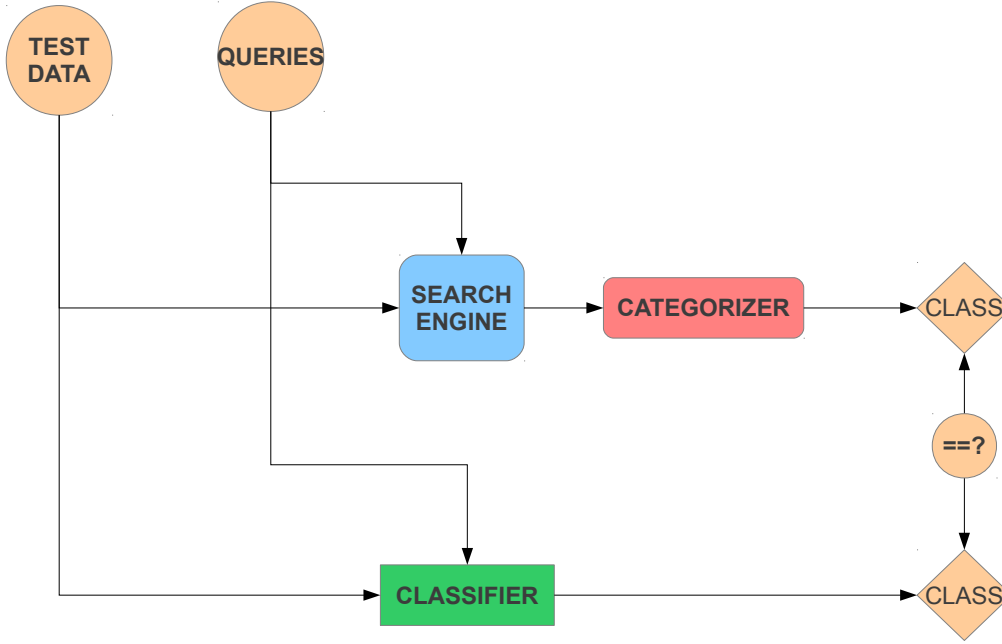 TEST
DATA
QUERIES
SEARCH
ENGINE
CATEGORIZER
CLASS
==?
CLASSIFIER
CLASS